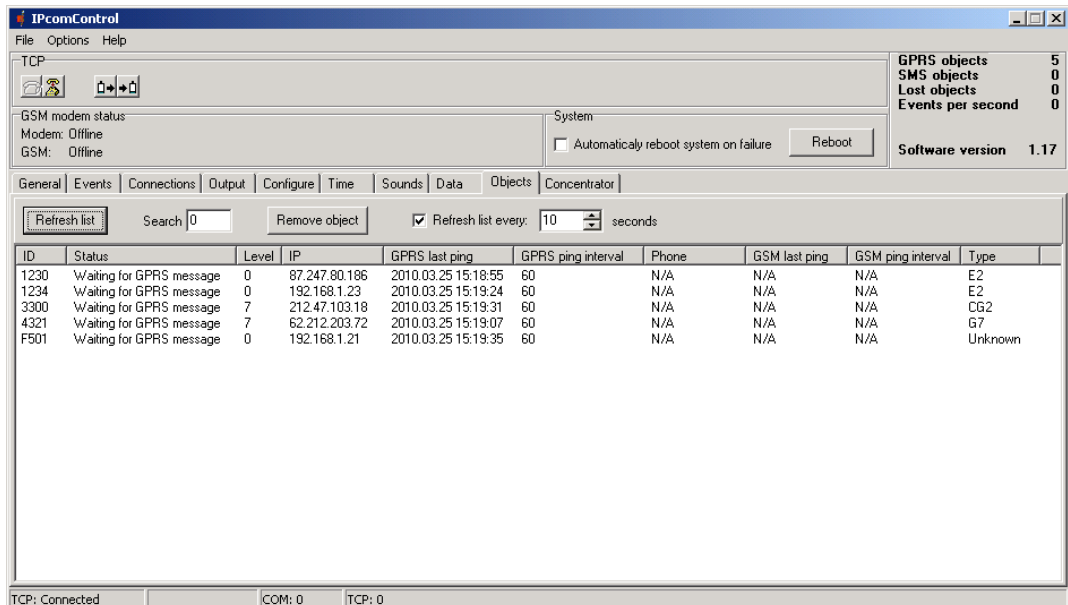 IPcomControl
File Options Help
TCP
GPRS objects 5
SMS objects 0
Lost objects 0
Events per second 0
Software version 1.17
GSM modem status
Modem: Offline
GSM: Offline
System
Automaticaly reboot system on failure Reboot
General Events Connections Output Configure Time Sounds Data Objects Concentrator
Refresh list Search 0 Remove object Refresh list every: 10 seconds
ID Status Level IP GPRS last ping GPRS ping interval Phone GSM last ping GSM ping interval Type
1230 Waiting for GPRS message 0 87.247.80.186 2010.03.25 15:18:55 60 N/A N/A N/A E2
1234 Waiting for GPRS message 0 192.168.1.23 2010.03.25 15:19:24 60 N/A N/A N/A E2
3300 Waiting for GPRS message 7 212.47.103.18 2010.03.25 15:19:31 60 N/A N/A N/A CG2
4321 Waiting for GPRS message 7 62.212.203.72 2010.03.25 15:19:07 60 N/A N/A N/A G7
F501 Waiting for GPRS message 0 192.168.1.21 2010.03.25 15:19:35 60 N/A N/A N/A Unknown
TCP: Connected COM: 0 TCP: 0